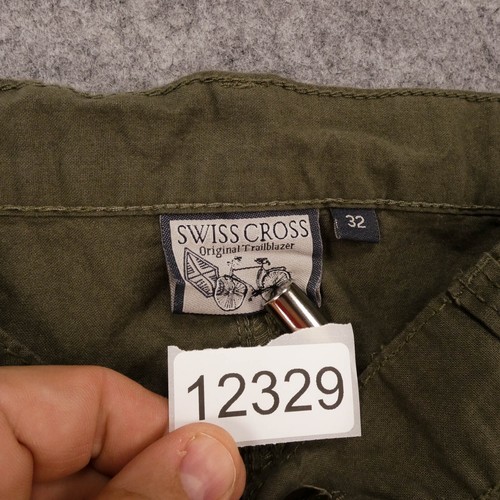 SWISS CROSS
Original Trailblazer
32
12329